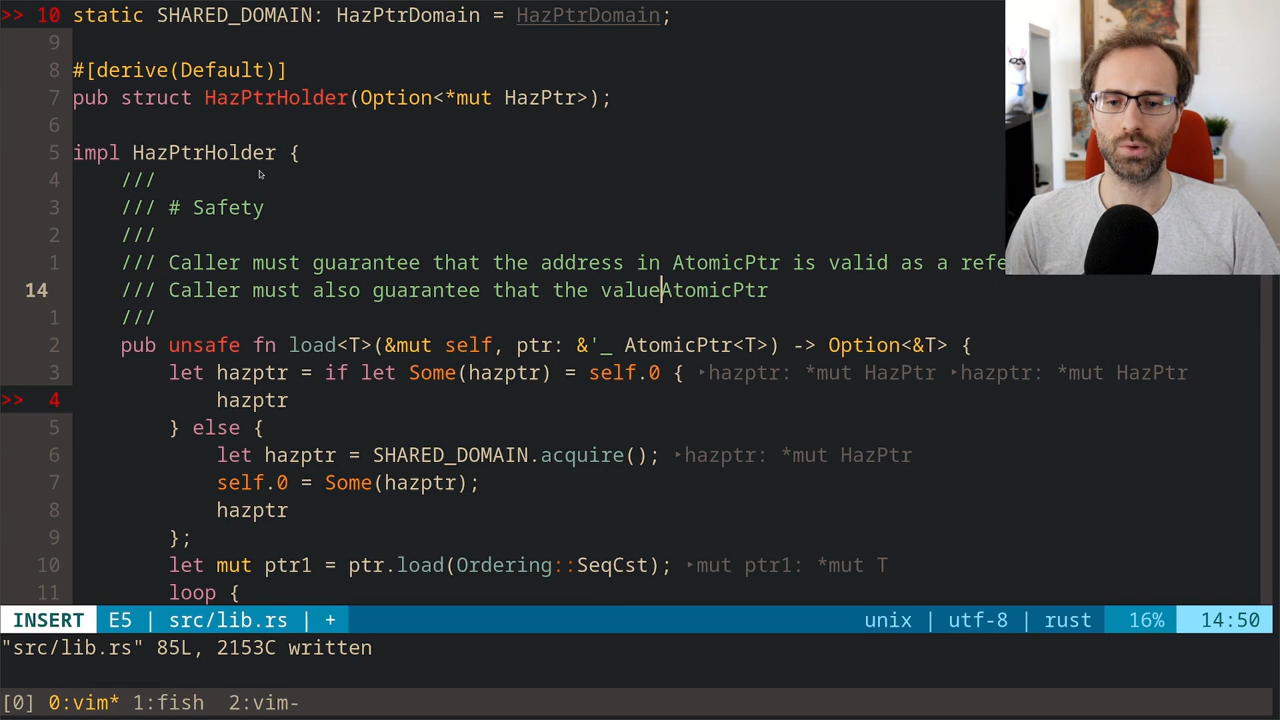 >> 10 static SHARED_DOMAIN: HazPtrDomain = HazPtrDomain;
9
8 #[derive(Default)]
7 pub struct HazPtrHolder(Option<*mut HazPtr>);
6
5 impl HazPtrHolder {
4 ///
3 /// # Safety
2 ///
1 /// Caller must guarantee that the address in AtomicPtr is valid as a refe
14 /// Caller must also guarantee that the valueAtomicPtr
1 ///
2 pub unsafe fn load<T>(&mut self, ptr: &'_ AtomicPtr<T>) -> Option<&T> {
3 let hazptr = if let Some(hazptr) = self.0 { ‣hazptr: *mut HazPtr ‣hazptr: *mut HazPtr
>> 4 hazptr
5 } else {
6 let hazptr = SHARED_DOMAIN.acquire(); ‣hazptr: *mut HazPtr
7 self.0 = Some(hazptr);
8 hazptr
9 };
10 let mut ptr1 = ptr.load(Ordering::SeqCst); ‣mut ptr1: *mut T
11 loop {
INSERT E5 | src/lib.rs | + unix | utf-8 | rust 16% 14:50
"src/lib.rs" 85L, 2153C written
[0] 0:vim* 1:fish 2:vim-